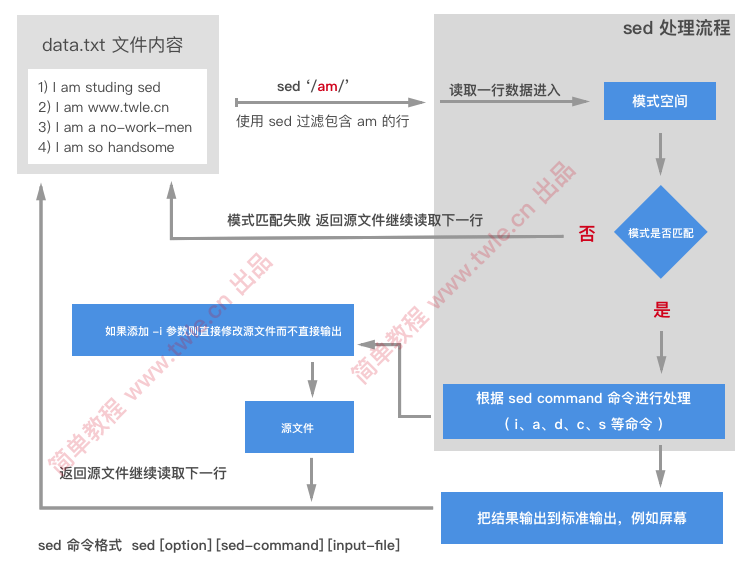 data.txt 文件内容
1) I am studing sed
2) I am www.twle.cn
3) I am a no-work-men
4) I am so handsome
sed ‘/am/’
使用 sed 过滤包含 am 的行
sed 处理流程
读取一行数据进入
模式空间
模式是否匹配
否
模式匹配失败 返回源文件继续读取下一行
是
根据 sed command 命令进行处理
( i、a、d、c、s 等命令 )
如果添加 -i 参数则直接修改源文件而不直接输出
源文件
返回源文件继续读取下一行
把结果输出到标准输出，例如屏幕
sed 命令格式 sed [option] [sed-command] [input-file]
简单教程 www.twle.cn 出品
简单教程 www.twle.cn 出品